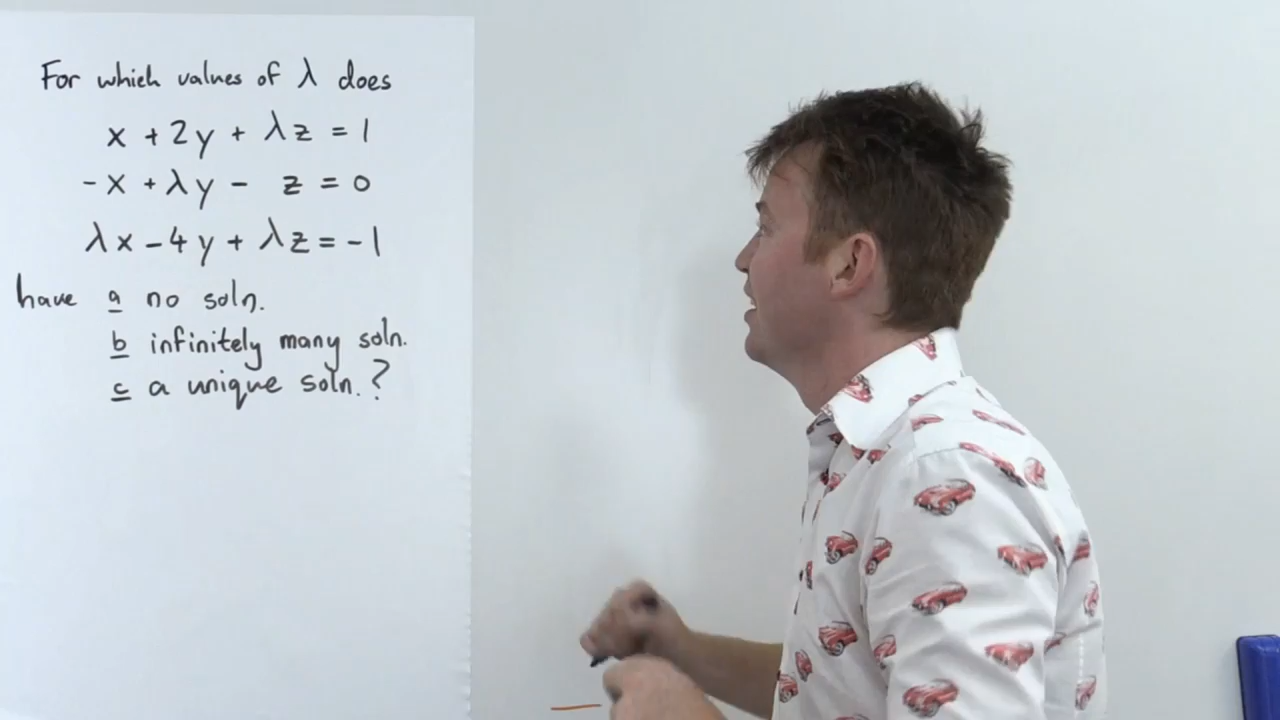 For which values of λ does
x + 2y + λz = 1
-x + λy - z = 0
λx - 4y + λz = -1
have a no soln.
b infinitely many soln.
c a unique soln. ?